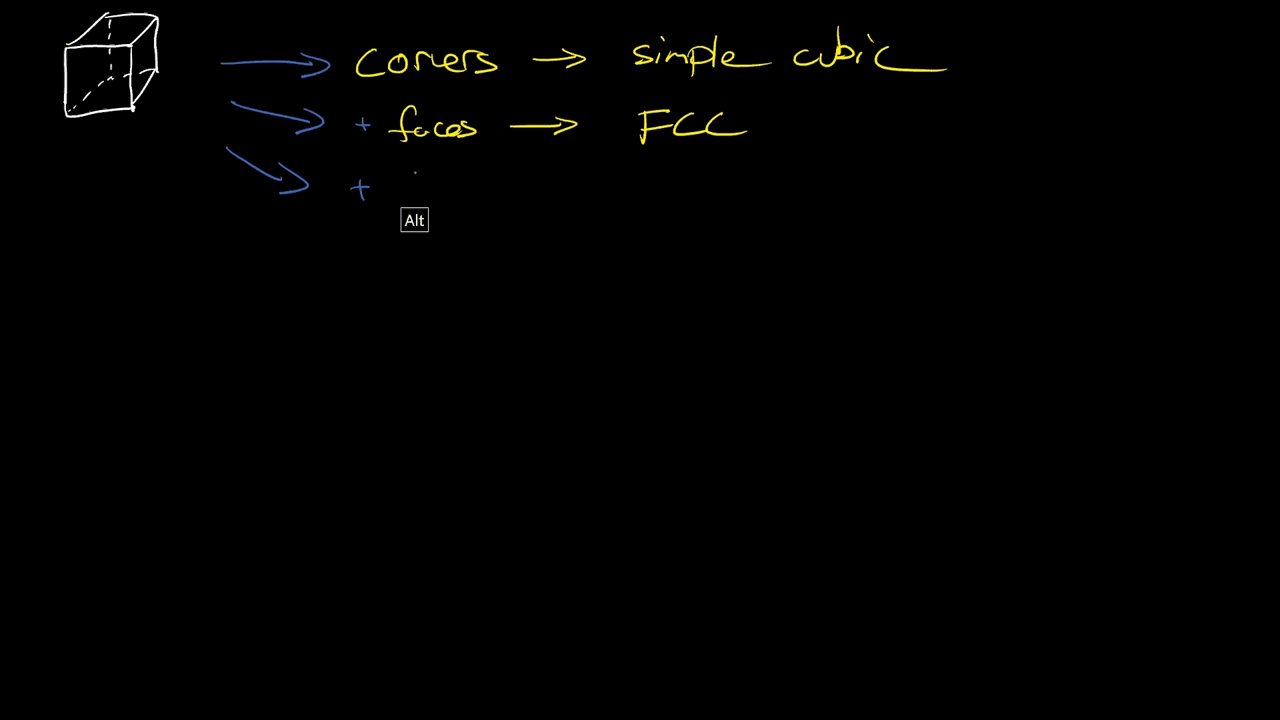 corners → simple cubic
+ faces → FCC
+
Alt